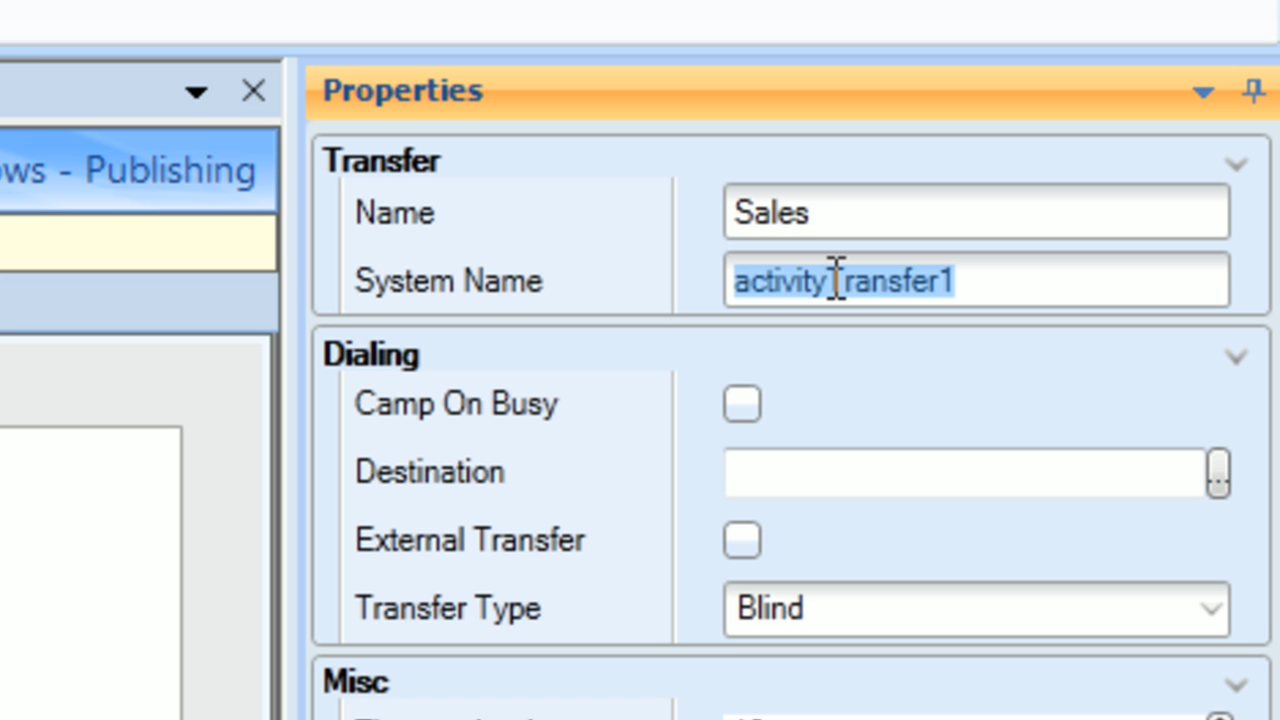 Properties
ows - Publishing
Transfer
Name Sales
System Name activityTransfer1
Dialing
Camp On Busy
Destination ...
External Transfer
Transfer Type Blind
Misc